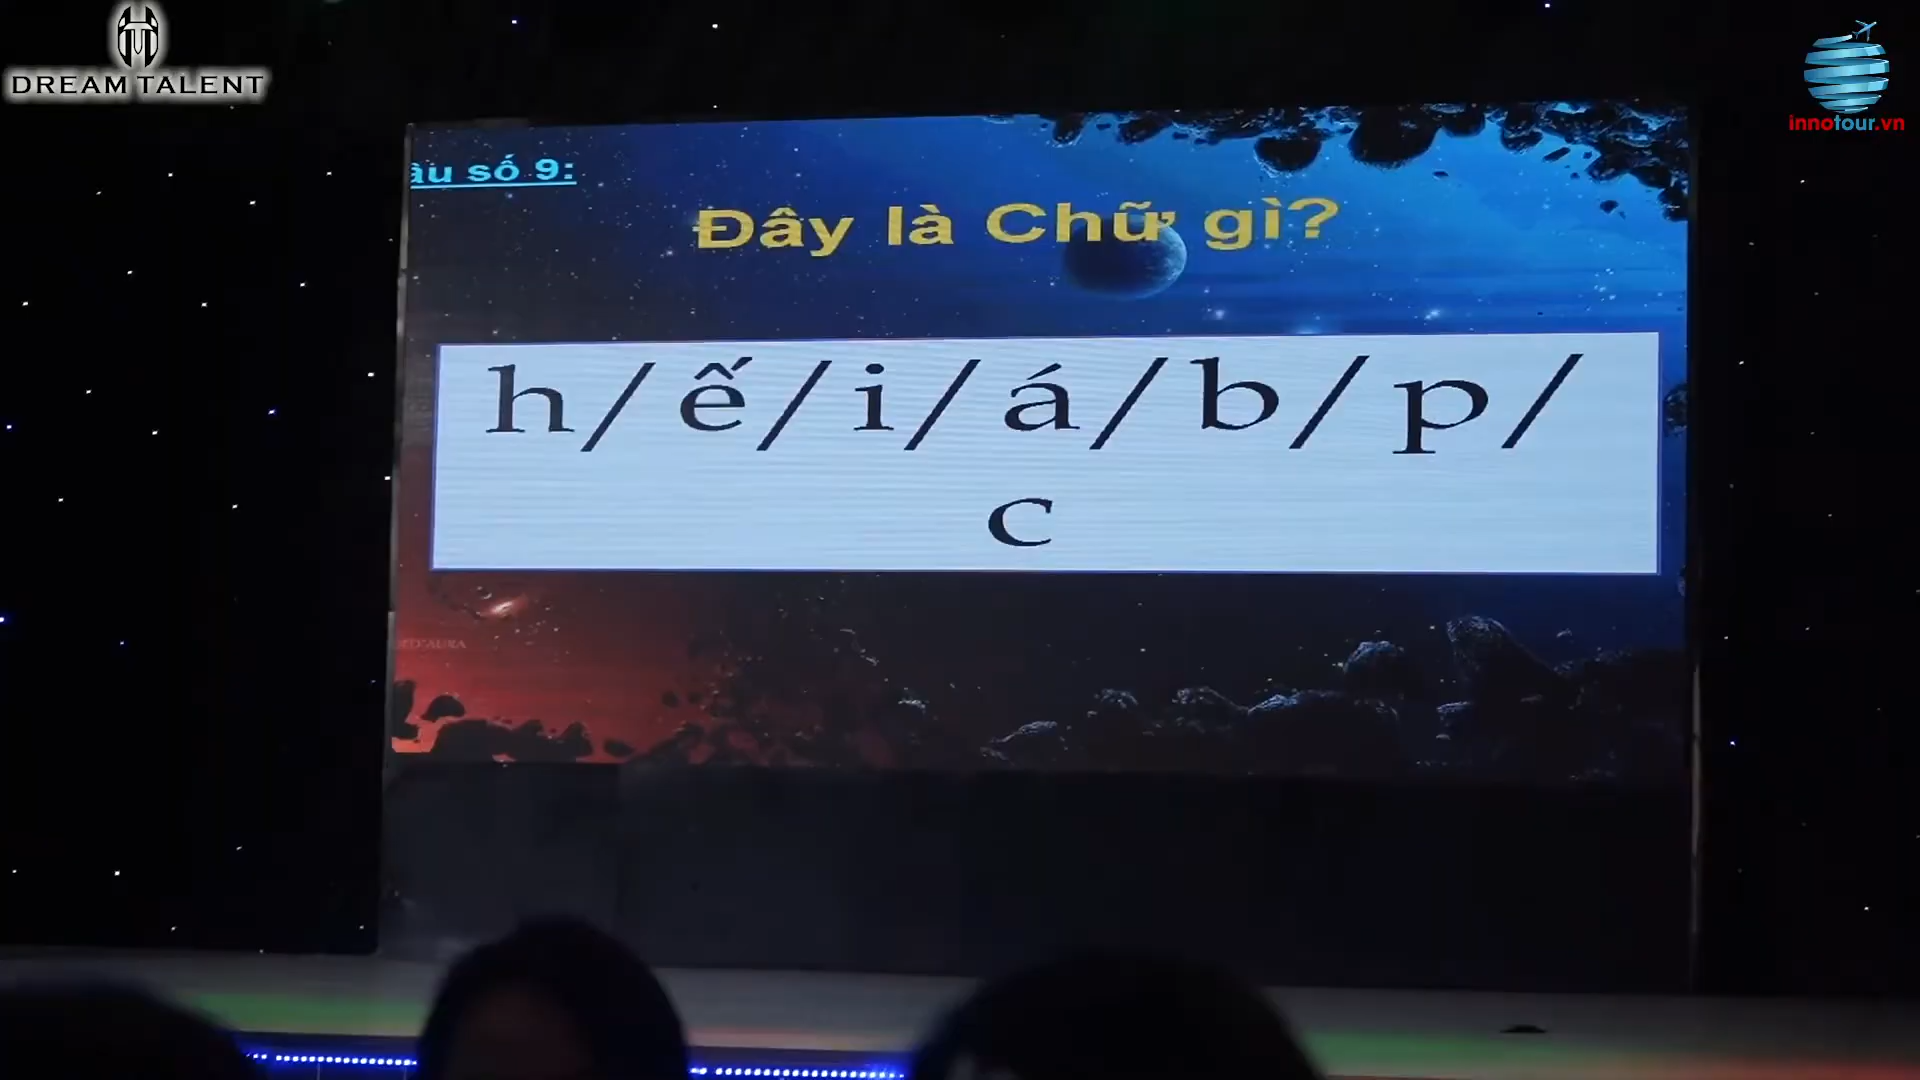 DREAM TALENT
innotour.vn
âu số 9:
Đây là Chữ gì?
h/ế/i/á/b/p/
c